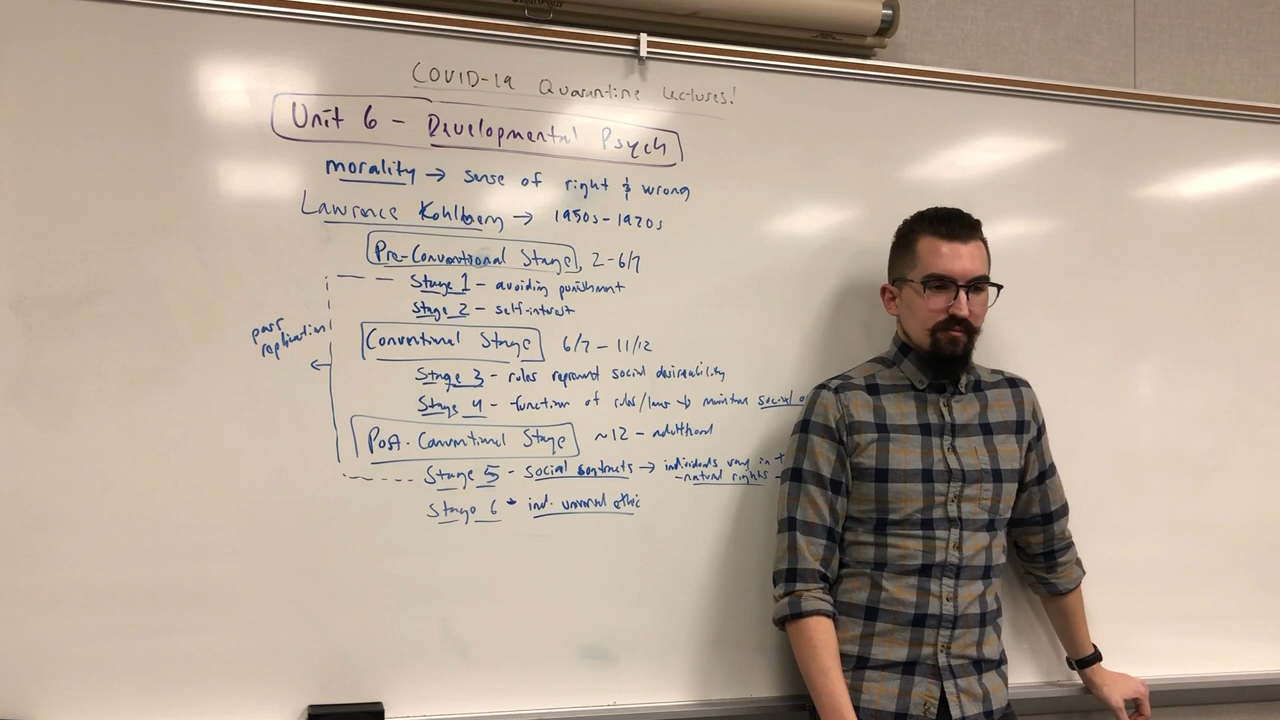 COVID-19 Quarantine Lectures!
Unit 6 - Developmental Psych
morality → sense of right & wrong
Lawrence Kohlberg → 1950s-1970s
Pre-Conventional Stage, 2-6/7
Stage 1 - avoiding punishment
Stage 2 - self-interest
poor
replication
Conventional Stage 6/7 - 11/12
Stage 3 - rules represent social desireability
Stage 4 - function of rules/laws → maintain social
Post-Conventional Stage ~12 - adulthood
Stage 5 - social contracts → individuals vary in
- natural rights -
Stage 6 - ind. universal ethic